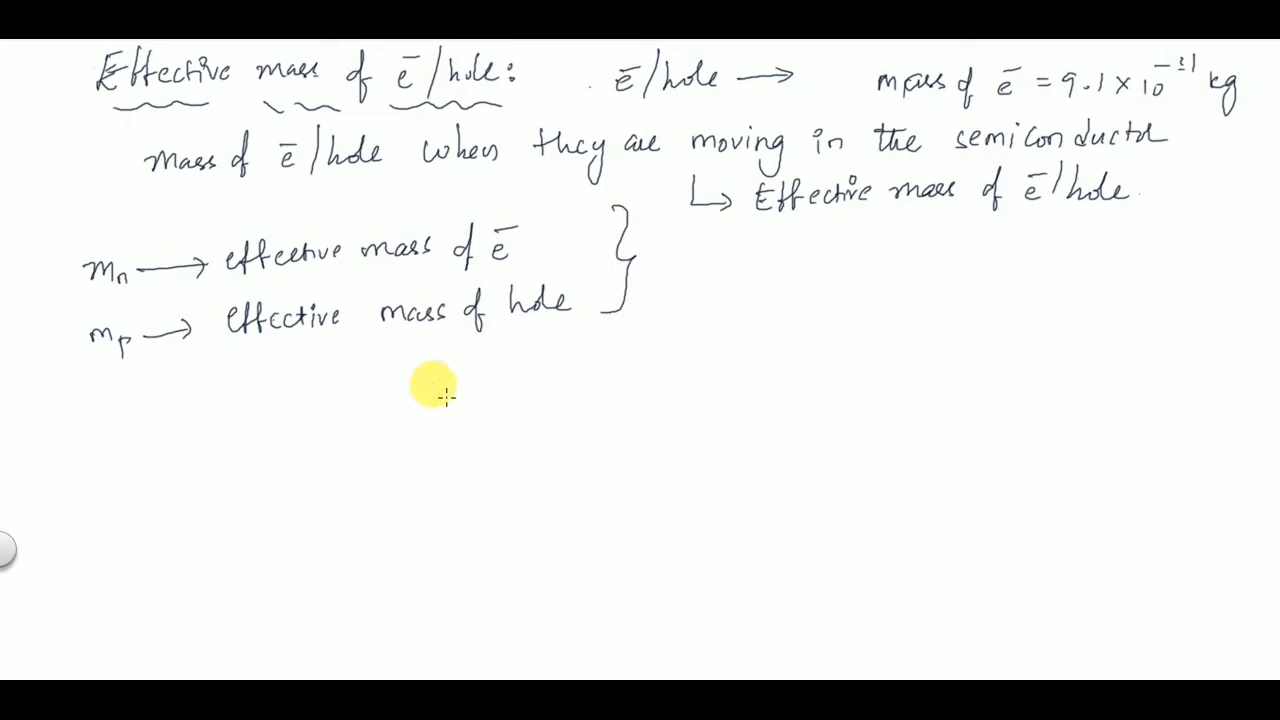 Effective mass of e̅/hole: e̅/hole → mass of e̅ = 9.1 × 10⁻³¹ kg
mass of e̅/hole when they are moving in the semiconductor
↳ Effective mass of e̅/hole.
mₙ → effective mass of e̅
mₚ → effective mass of hole